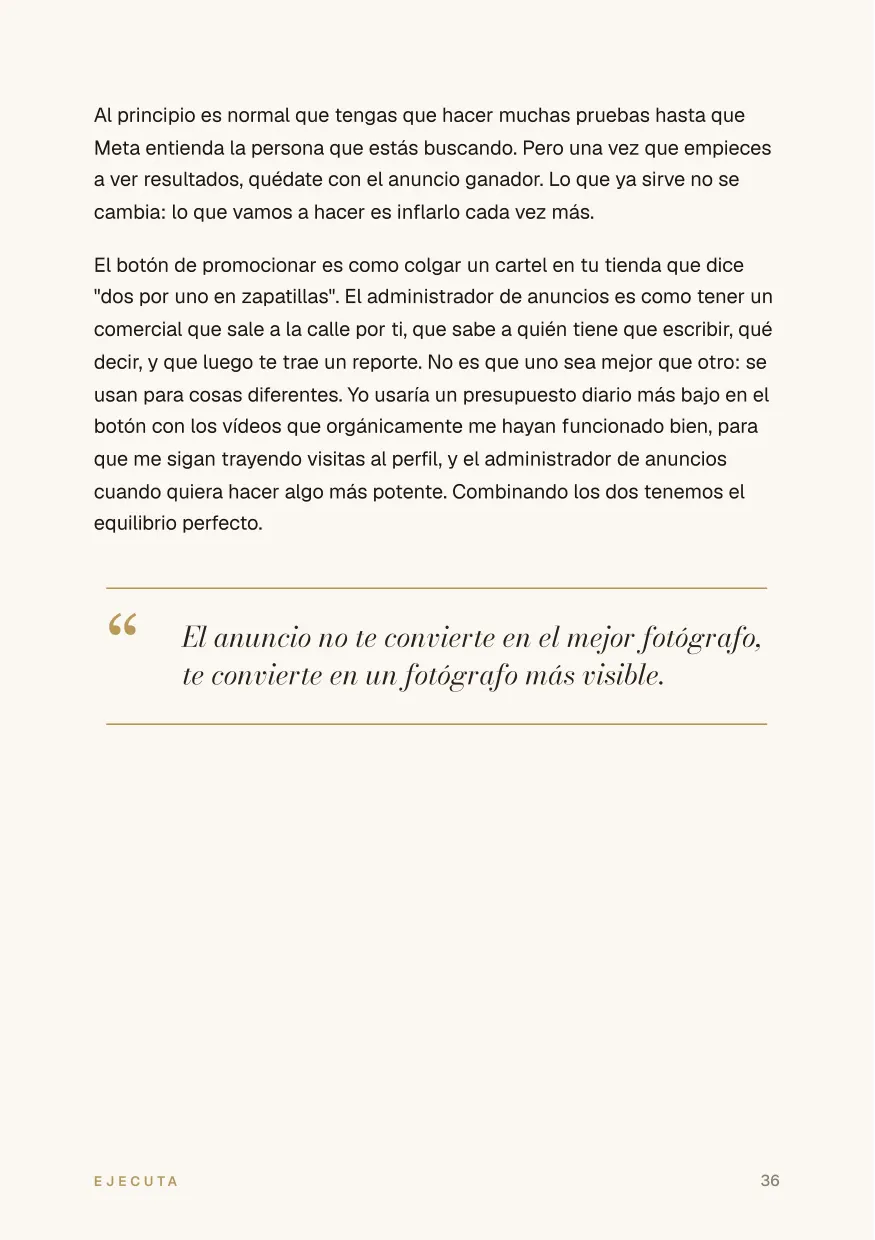 Al principio es normal que tengas que hacer muchas pruebas hasta que
Meta entienda la persona que estás buscando. Pero una vez que empieces
a ver resultados, quédate con el anuncio ganador. Lo que ya sirve no se
cambia: lo que vamos a hacer es inflarlo cada vez más.
El botón de promocionar es como colgar un cartel en tu tienda que dice
"dos por uno en zapatillas". El administrador de anuncios es como tener un
comercial que sale a la calle por ti, que sabe a quién tiene que escribir, qué
decir, y que luego te trae un reporte. No es que uno sea mejor que otro: se
usan para cosas diferentes. Yo usaría un presupuesto diario más bajo en el
botón con los vídeos que orgánicamente me hayan funcionado bien, para
que me sigan trayendo visitas al perfil, y el administrador de anuncios
cuando quiera hacer algo más potente. Combinando los dos tenemos el
equilibrio perfecto.
“ El anuncio no te convierte en el mejor fotógrafo,
te convierte en un fotógrafo más visible.
EJECUTA 36